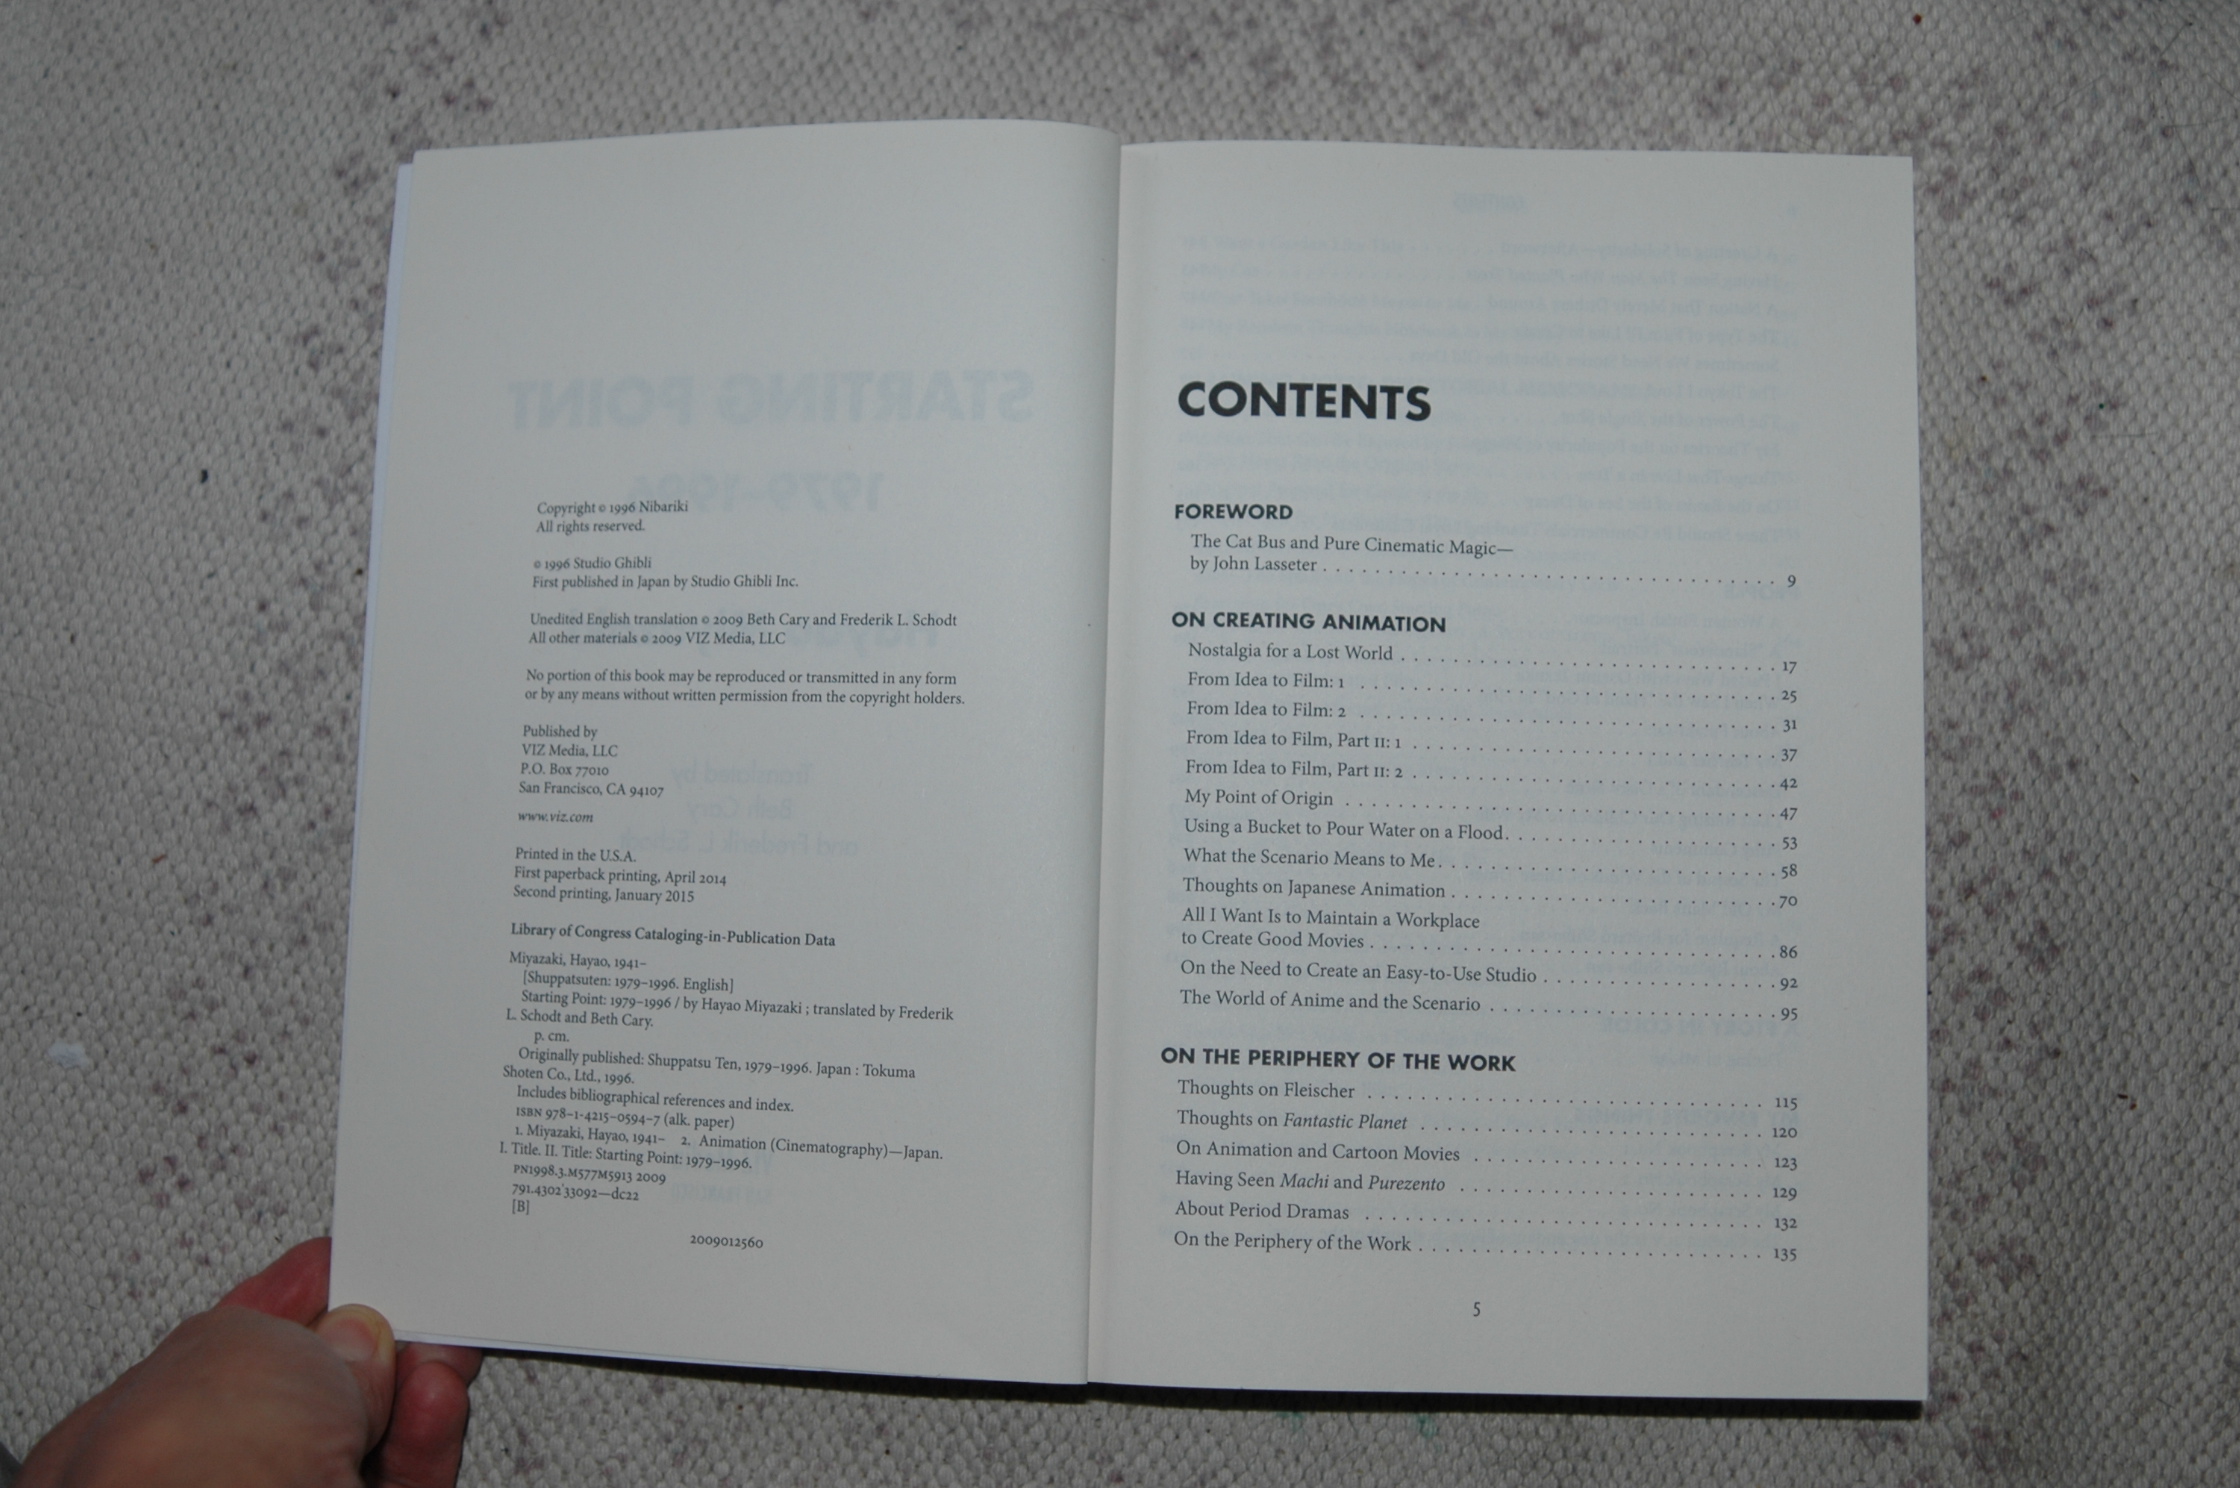 Copyright © 1996 Nibariki
All rights reserved.
© 1996 Studio Ghibli
First published in Japan by Studio Ghibli Inc.
Unedited English translation © 2009 Beth Cary and Frederik L. Schodt
All other materials © 2009 VIZ Media, LLC
No portion of this book may be reproduced or transmitted in any form
or by any means without written permission from the copyright holders.
Published by
VIZ Media, LLC
P.O. Box 77010
San Francisco, CA 94107
www.viz.com
Printed in the U.S.A.
First paperback printing, April 2014
Second printing, January 2015
Library of Congress Cataloging-in-Publication Data
Miyazaki, Hayao, 1941–
[Shuppatsuten: 1979–1996. English]
Starting Point: 1979–1996 / by Hayao Miyazaki ; translated by Frederik
L. Schodt and Beth Cary.
p. cm.
Originally published: Shuppatsu Ten, 1979–1996. Japan : Tokuma
Shoten Co., Ltd., 1996.
Includes bibliographical references and index.
ISBN 978-1-4215-0594-7 (alk. paper)
1. Miyazaki, Hayao, 1941– 2. Animation (Cinematography)—Japan.
I. Title. II. Title: Starting Point: 1979–1996.
PN1998.3.M577M5913 2009
791.4302'33092—dc22
[B]
2009012560
CONTENTS
FOREWORD
The Cat Bus and Pure Cinematic Magic—
by John Lasseter . . . . . . . . . . . . . . . . . . . . 9
ON CREATING ANIMATION
Nostalgia for a Lost World . . . . . . . . . . . . . . . . . . . . 17
From Idea to Film: 1 . . . . . . . . . . . . . . . . . . . . 25
From Idea to Film: 2 . . . . . . . . . . . . . . . . . . . . 31
From Idea to Film, Part II: 1 . . . . . . . . . . . . . . . . . . . . 37
From Idea to Film, Part II: 2 . . . . . . . . . . . . . . . . . . . . 42
My Point of Origin . . . . . . . . . . . . . . . . . . . . 47
Using a Bucket to Pour Water on a Flood . . . . . . . . . . . . . . . . . . . . 53
What the Scenario Means to Me . . . . . . . . . . . . . . . . . . . . 58
Thoughts on Japanese Animation . . . . . . . . . . . . . . . . . . . . 70
All I Want Is to Maintain a Workplace
to Create Good Movies . . . . . . . . . . . . . . . . . . . . 86
On the Need to Create an Easy-to-Use Studio . . . . . . . . . . . . . . . . . . . . 92
The World of Anime and the Scenario . . . . . . . . . . . . . . . . . . . . 95
ON THE PERIPHERY OF THE WORK
Thoughts on Fleischer . . . . . . . . . . . . . . . . . . . . 115
Thoughts on Fantastic Planet . . . . . . . . . . . . . . . . . . . . 120
On Animation and Cartoon Movies . . . . . . . . . . . . . . . . . . . . 123
Having Seen Machi and Purezento . . . . . . . . . . . . . . . . . . . . 129
About Period Dramas . . . . . . . . . . . . . . . . . . . . 132
On the Periphery of the Work . . . . . . . . . . . . . . . . . . . . 135
5